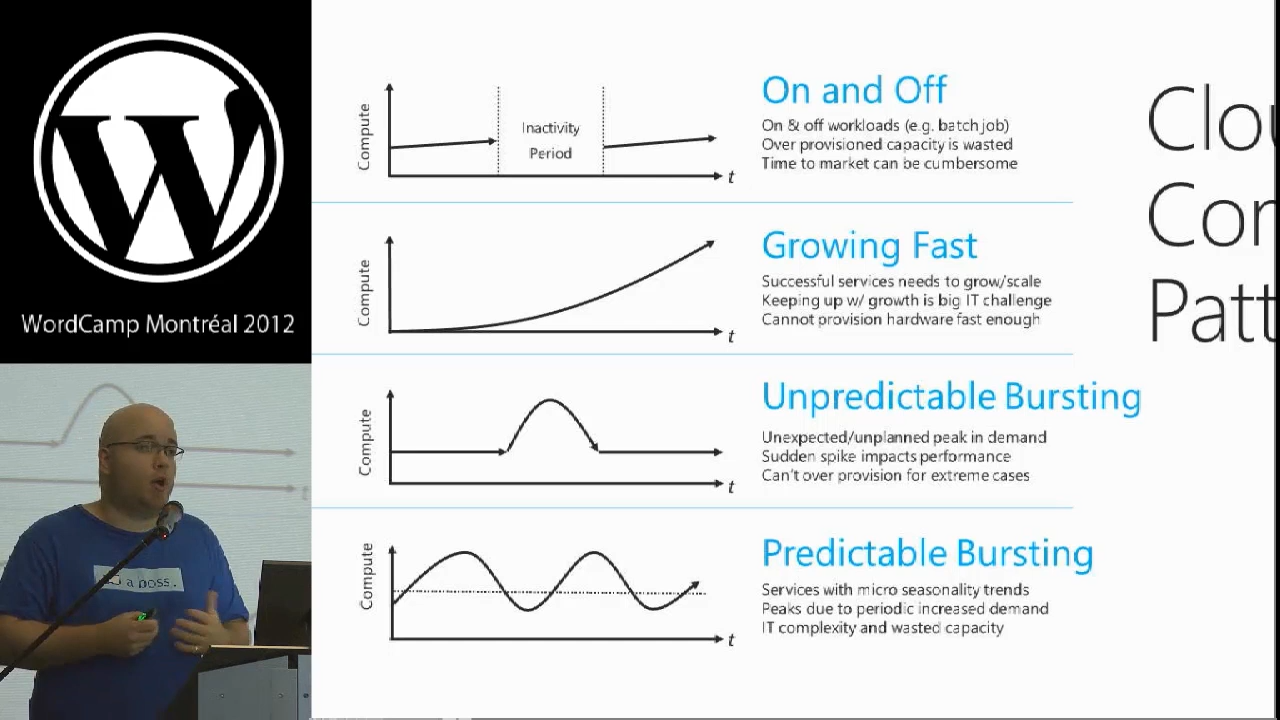 WordCamp Montréal 2012
a boss.
Compute
Inactivity
Period
t
On and Off
On & off workloads (e.g. batch job)
Over provisioned capacity is wasted
Time to market can be cumbersome
Compute
t
Growing Fast
Successful services needs to grow/scale
Keeping up w/ growth is big IT challenge
Cannot provision hardware fast enough
Compute
t
Unpredictable Bursting
Unexpected/unplanned peak in demand
Sudden spike impacts performance
Can't over provision for extreme cases
Compute
t
Predictable Bursting
Services with micro seasonality trends
Peaks due to periodic increased demand
IT complexity and wasted capacity
Clou
Con
Patt